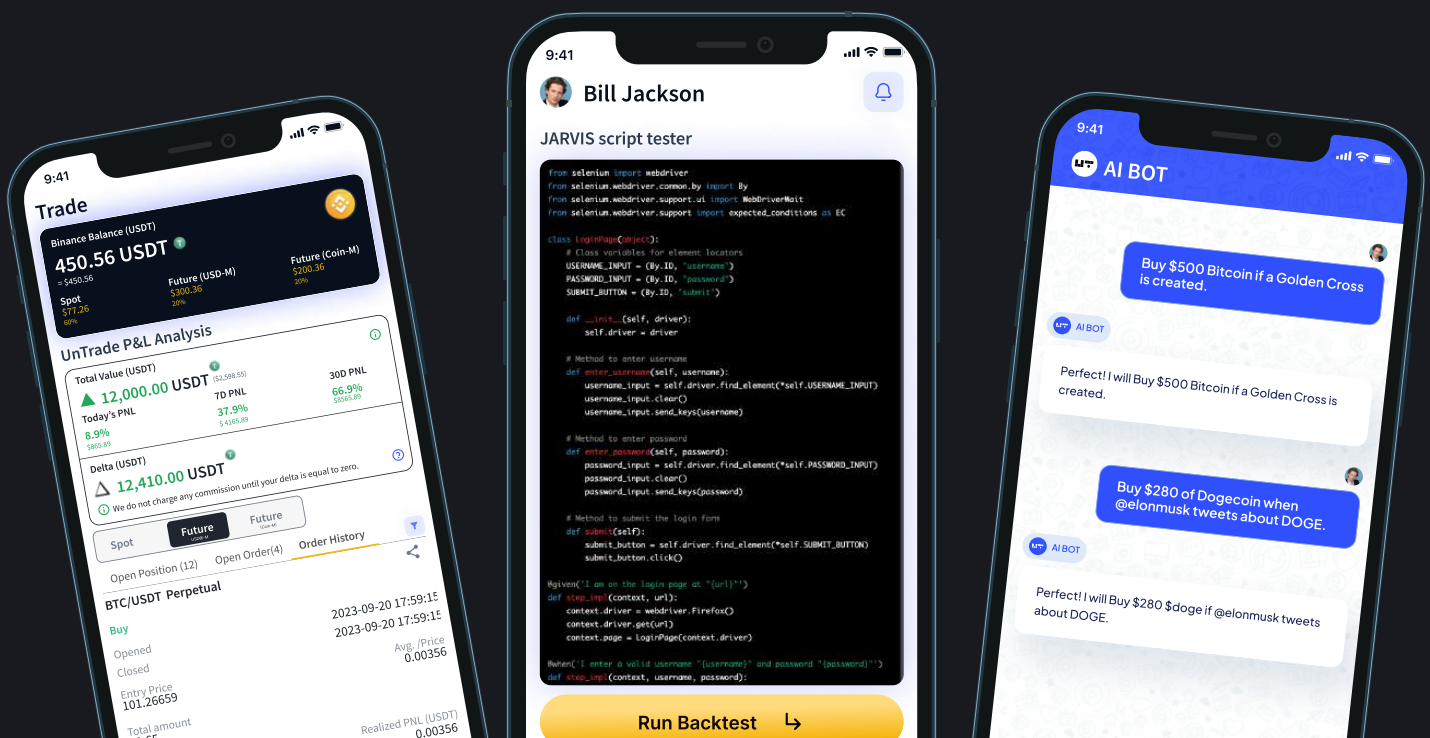 9:41
Trade
Binance Balance (USDT)
450.56 USDT
≈ $450.56
Spot
$77.26
60%
Future (USD-M)
$300.36
20%
Future (Coin-M)
$200.36
20%
UnTrade P&L Analysis
Total Value (USDT)
12,000.00 USDT
($2,598.55)
Today's PNL
8.9%
$865.89
7D PNL
37.9%
$ 4165.89
30D PNL
66.9%
$8565.89
Delta (USDT)
12,410.00 USDT
We do not charge any commission until your delta is equal to zero.
Spot
Future
USDⓈ-M
Future
(Coin-M)
Open Position (12)
Open Order(4)
Order History
BTC/USDT Perpetual
Buy
Opened
2023-09-20 17:59:15
Closed
2023-09-20 17:59:15
Entry Price
101.26659
Avg. /Price
0.00356
Total amount
Realized PNL (USDT)
0.00356
9:41
Bill Jackson
JARVIS script tester
from selenium import webdriver
from selenium.webdriver.common.by import By
from selenium.webdriver.support.ui import WebDriverWait
from selenium.webdriver.support import expected_conditions as EC
class LoginPage(object):
# Class variables for element locators
USERNAME_INPUT = (By.ID, "username")
PASSWORD_INPUT = (By.ID, "password")
SUBMIT_BUTTON = (By.ID, "submit")
def __init__(self, driver):
self.driver = driver
# Method to enter username
def enter_username(self, username):
username_input = self.driver.find_element(*self.USERNAME_INPUT)
username_input.clear()
username_input.send_keys(username)
# Method to enter password
def enter_password(self, password):
password_input = self.driver.find_element(*self.PASSWORD_INPUT)
password_input.clear()
password_input.send_keys(password)
# Method to submit the login form
def submit(self):
submit_button = self.driver.find_element(*self.SUBMIT_BUTTON)
submit_button.click()
@given('I am on the login page at "{url}"')
def step_impl(context, url):
context.driver = webdriver.Firefox()
context.driver.get(url)
context.page = LoginPage(context.driver)
@when('I enter a valid username "{username}" and password "{password}"')
def step_impl(context, username, password):
Run Backtest
9:41
AI BOT
Buy $500 Bitcoin if a Golden Cross
is created.
AI BOT
Perfect! I will Buy $500 Bitcoin if a Golden Cross is
created.
Buy $280 of Dogecoin when
@elonmusk tweets about DOGE.
AI BOT
Perfect! I will Buy $280 $doge if @elonmusk tweets
about DOGE.